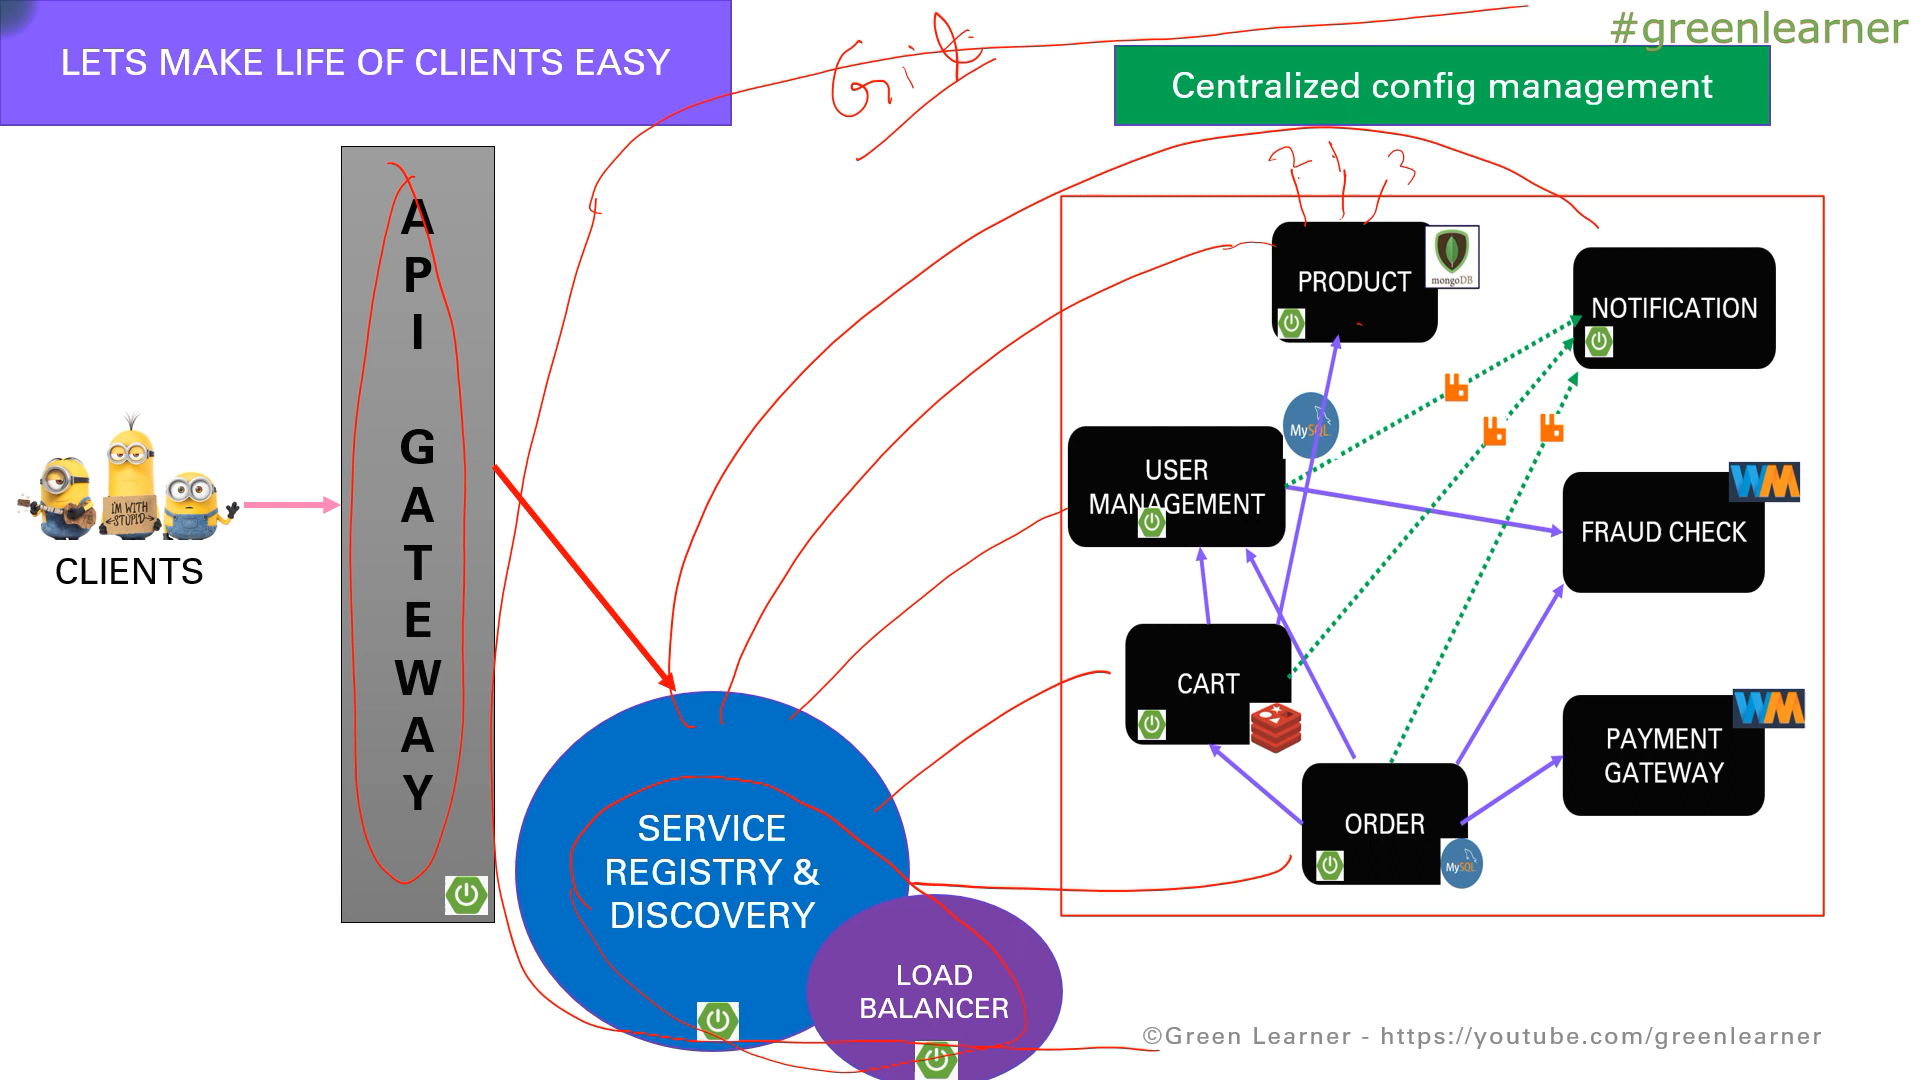 LETS MAKE LIFE OF CLIENTS EASY
Git
#greenlearner
Centralized config management
2 1 3
A
P
I
G
A
T
E
W
A
Y
I'M WITH
STUPID
CLIENTS
PRODUCT
mongoDB
NOTIFICATION
MySQL
USER
MANAGEMENT
WM
FRAUD CHECK
CART
WM
PAYMENT
GATEWAY
ORDER
MySQL
SERVICE
REGISTRY &
DISCOVERY
LOAD
BALANCER
©Green Learner - https://youtube.com/greenlearner